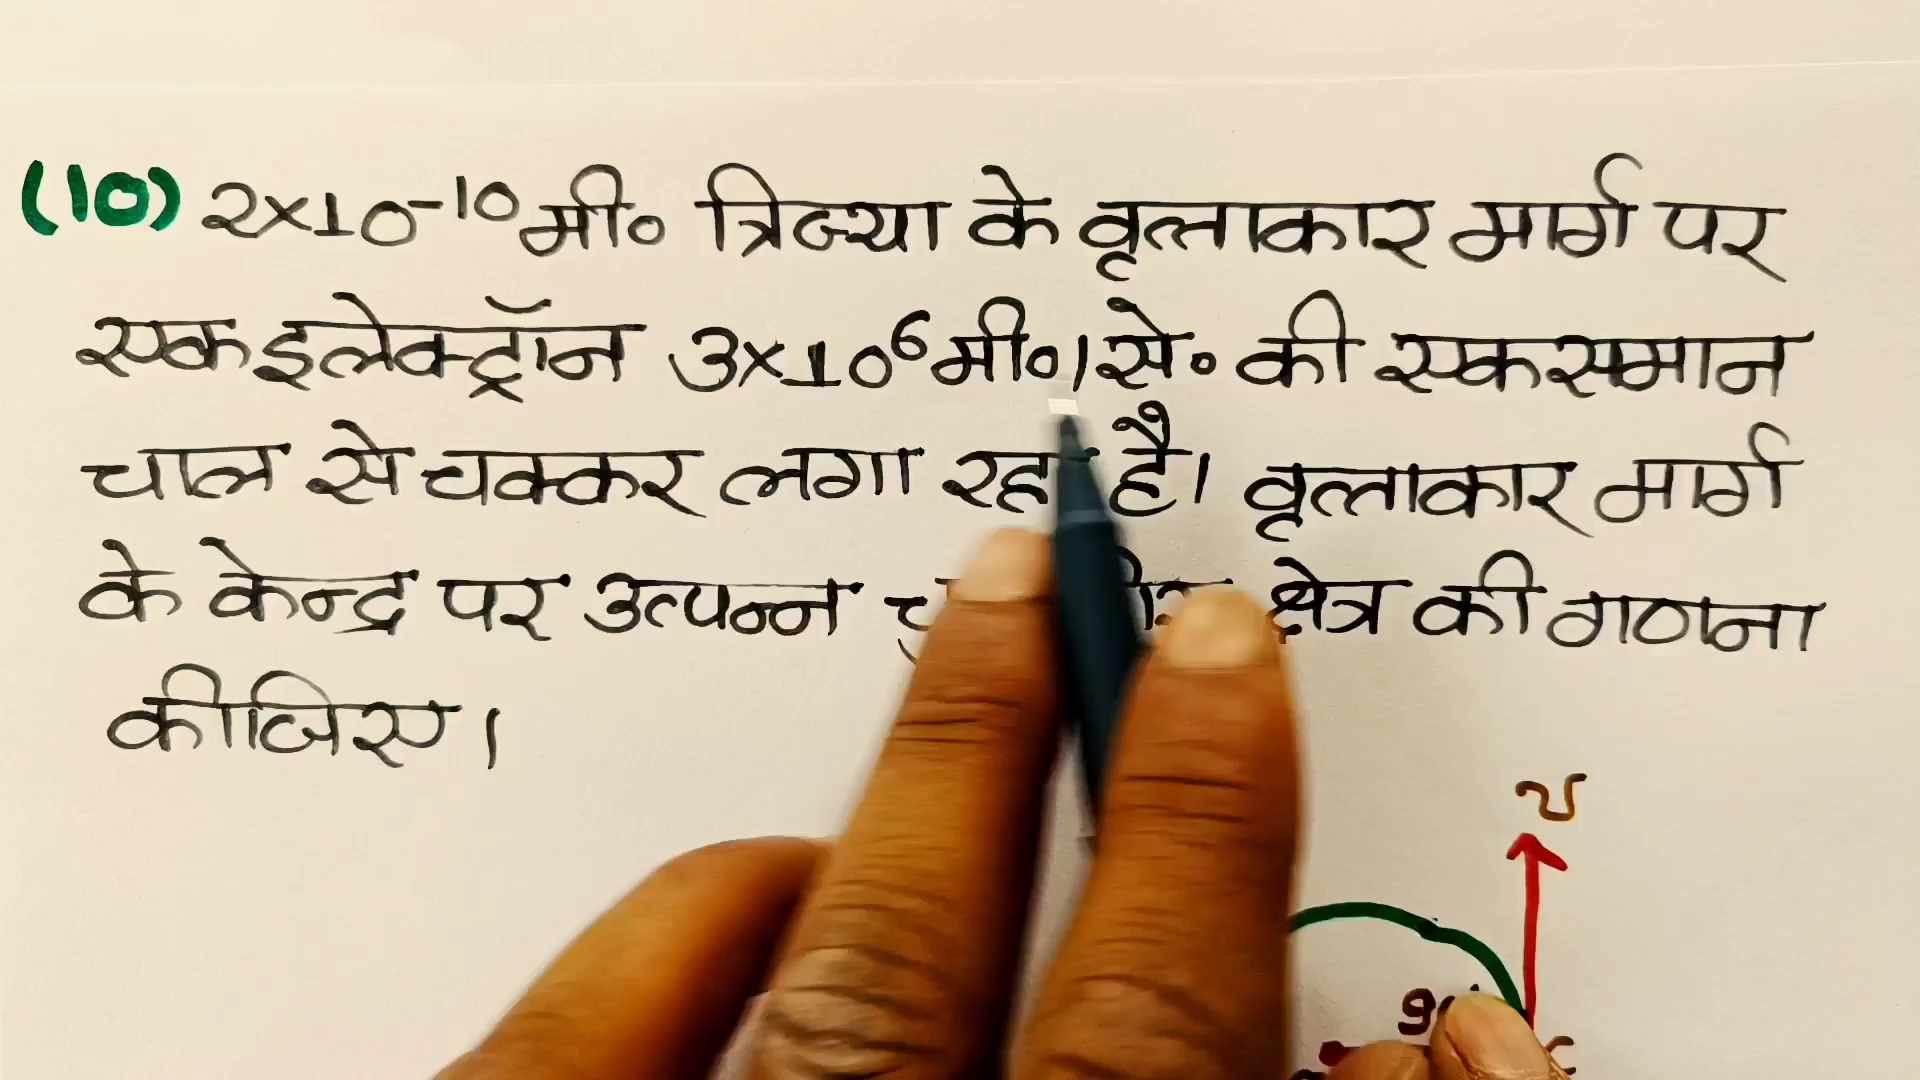 (10) 2×10⁻¹⁰ मी० त्रिज्या के वृत्ताकार मार्ग पर
एक इलेक्ट्रॉन 3×10⁶ मी०/से० की एकसमान
चाल से चक्कर लगा रहा है। वृत्ताकार मार्ग
के केन्द्र पर उत्पन्न क्षेत्र की गणना
कीजिए।
v